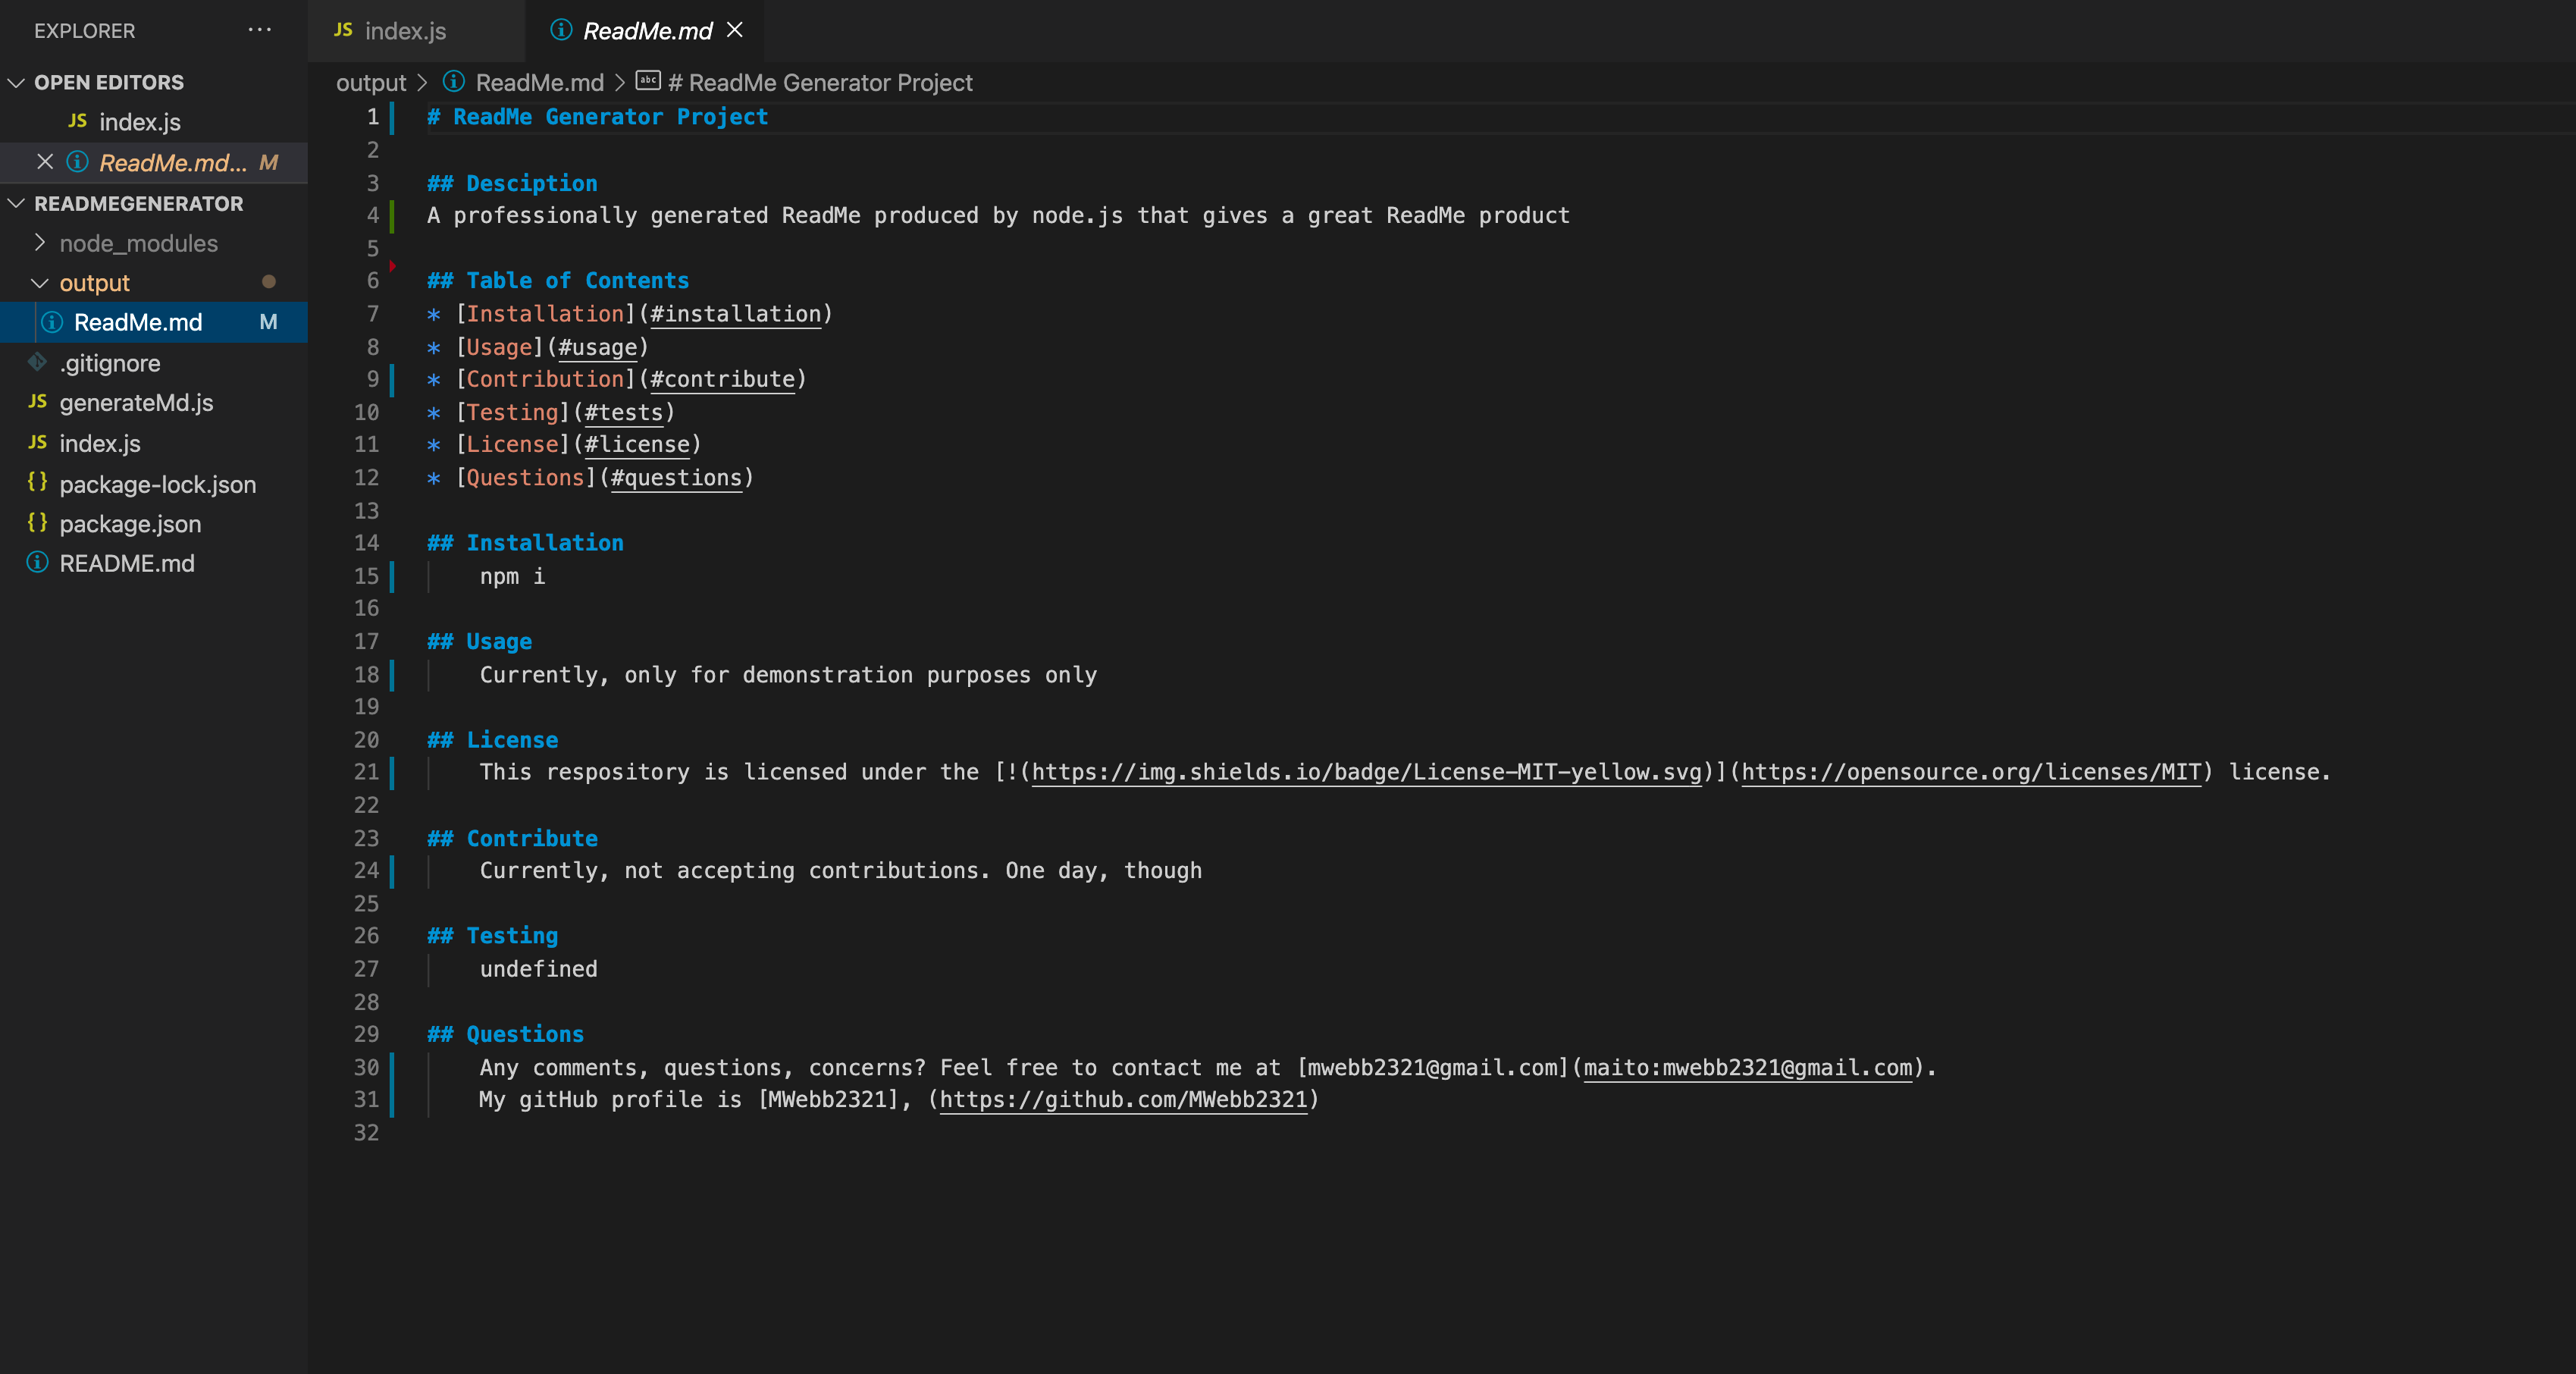 EXPLORER ...
OPEN EDITORS
JS index.js
ReadMe.md... M
READMEGENERATOR
node_modules
output
ReadMe.md M
.gitignore
JS generateMd.js
JS index.js
{} package-lock.json
{} package.json
README.md
JS index.js
ReadMe.md
output > ReadMe.md > abc # ReadMe Generator Project
1 # ReadMe Generator Project
2
3 ## Desciption
4 A professionally generated ReadMe produced by node.js that gives a great ReadMe product
5
6 ## Table of Contents
7 * [Installation](#installation)
8 * [Usage](#usage)
9 * [Contribution](#contribute)
10 * [Testing](#tests)
11 * [License](#license)
12 * [Questions](#questions)
13
14 ## Installation
15 npm i
16
17 ## Usage
18 Currently, only for demonstration purposes only
19
20 ## License
21 This respository is licensed under the [!(https://img.shields.io/badge/License-MIT-yellow.svg)](https://opensource.org/licenses/MIT) license.
22
23 ## Contribute
24 Currently, not accepting contributions. One day, though
25
26 ## Testing
27 undefined
28
29 ## Questions
30 Any comments, questions, concerns? Feel free to contact me at [mwebb2321@gmail.com](maito:mwebb2321@gmail.com).
31 My gitHub profile is [MWebb2321], (https://github.com/MWebb2321)
32